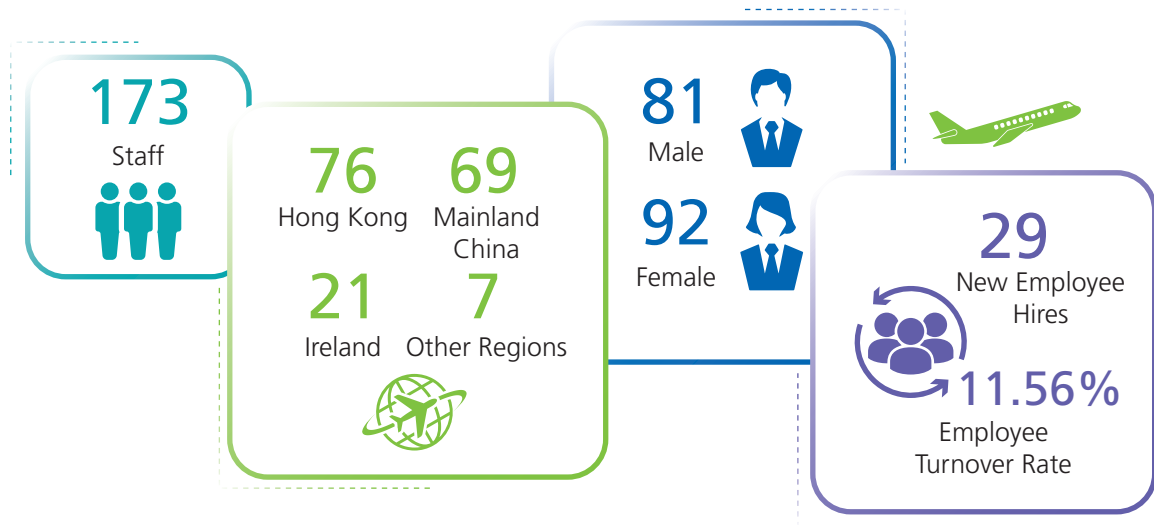 173
Staff
76
Hong Kong
69
Mainland
China
21
Ireland
7
Other Regions
81
Male
92
Female
29
New Employee
Hires
11.56%
Employee
Turnover Rate